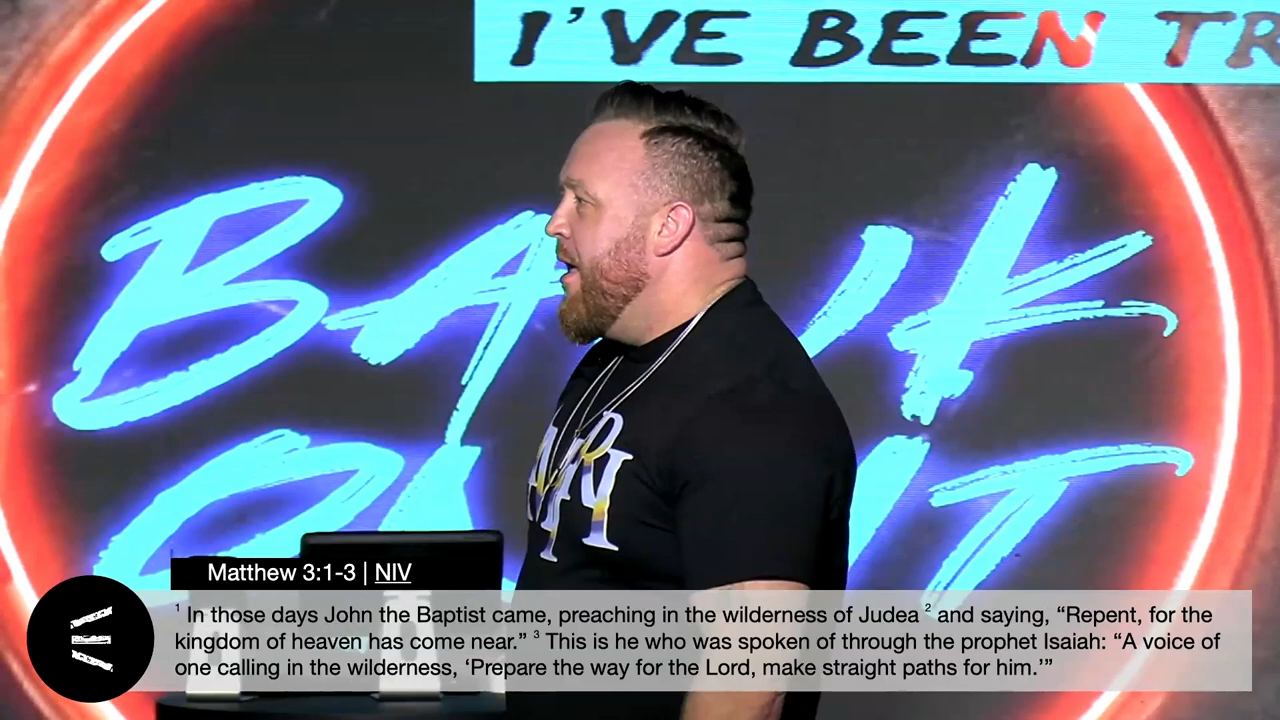 I’VE BEEN TR
BA K
IT
Matthew 3:1-3 | NIV
¹ In those days John the Baptist came, preaching in the wilderness of Judea ² and saying, “Repent, for the
kingdom of heaven has come near.” ³ This is he who was spoken of through the prophet Isaiah: “A voice of
one calling in the wilderness, ‘Prepare the way for the Lord, make straight paths for him.’”